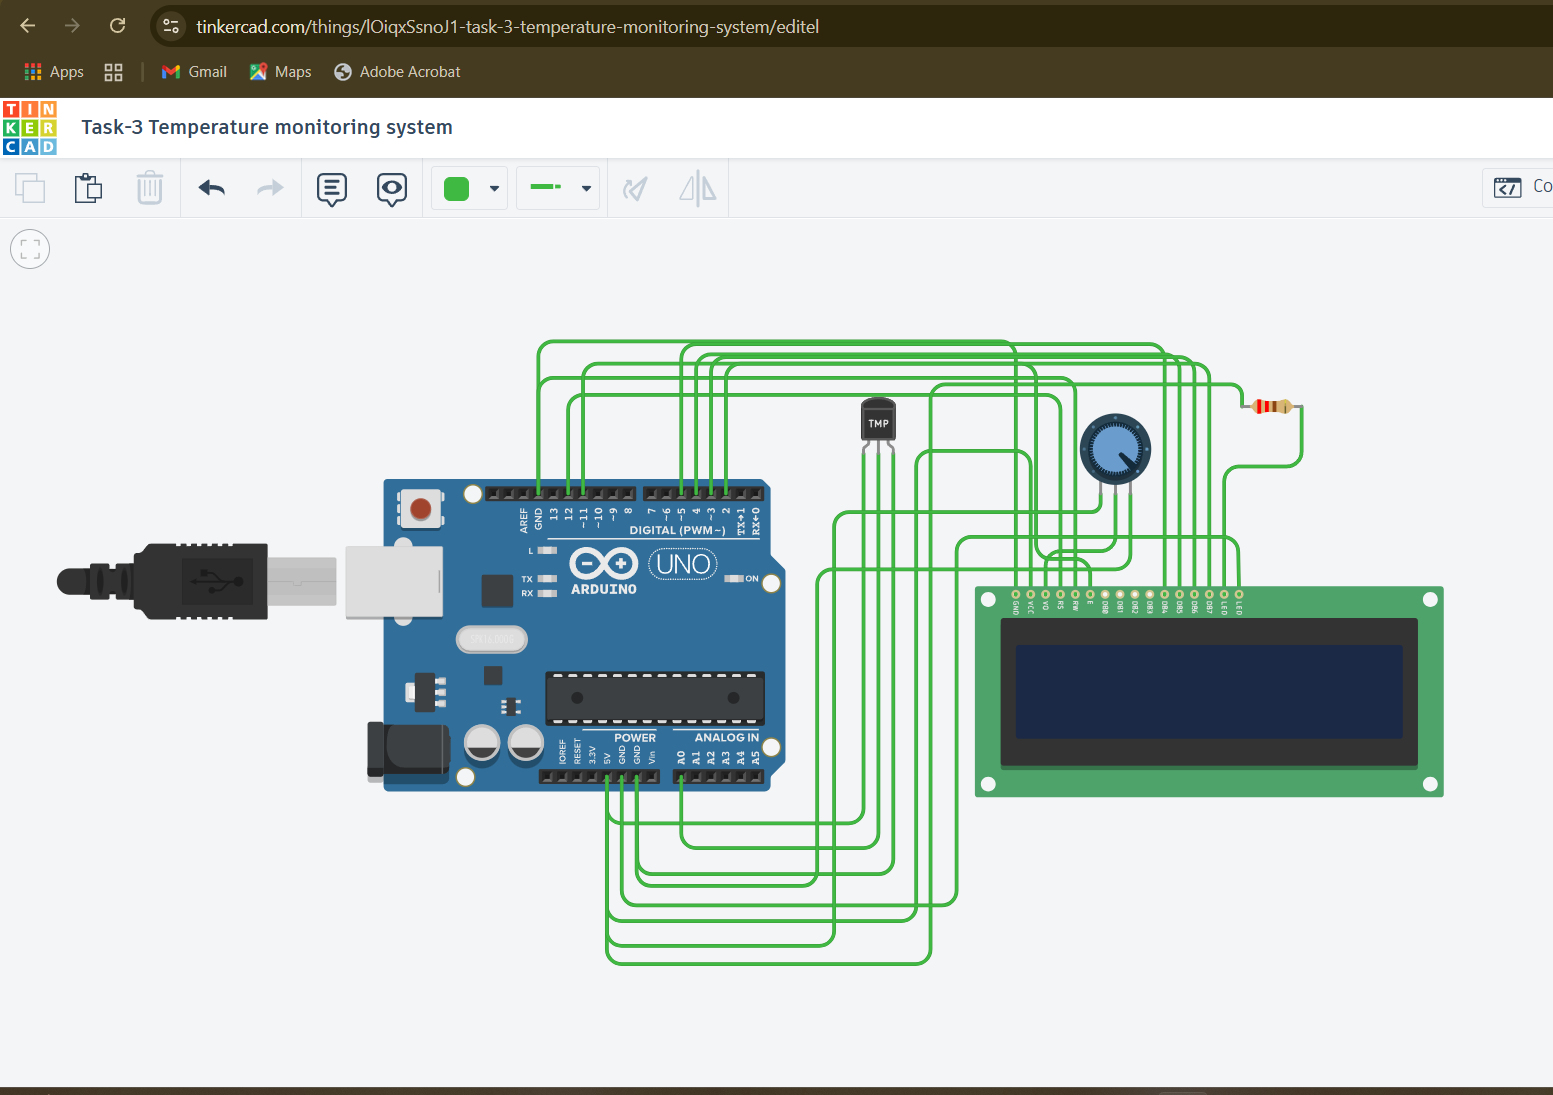 tinkercad.com/things/lOiqxSsnoJ1-task-3-temperature-monitoring-system/editel
Apps Gmail Maps Adobe Acrobat
TINKERCAD Task-3 Temperature monitoring system
Co
TMP
AREF GND 13 12 ~11 ~10 ~9 8 7 ~6 ~5 4 ~3 2 TX→1 RX←0
DIGITAL (PWM~)
L
TX
RX
ARDUINO
UNO
ON
GND VCC V0 RS RW E DB0 DB1 DB2 DB3 DB4 DB5 DB6 DB7 LED LED
POWER ANALOG IN
IOREF RESET 3.3V 5V GND GND Vin A0 A1 A2 A3 A4 A5